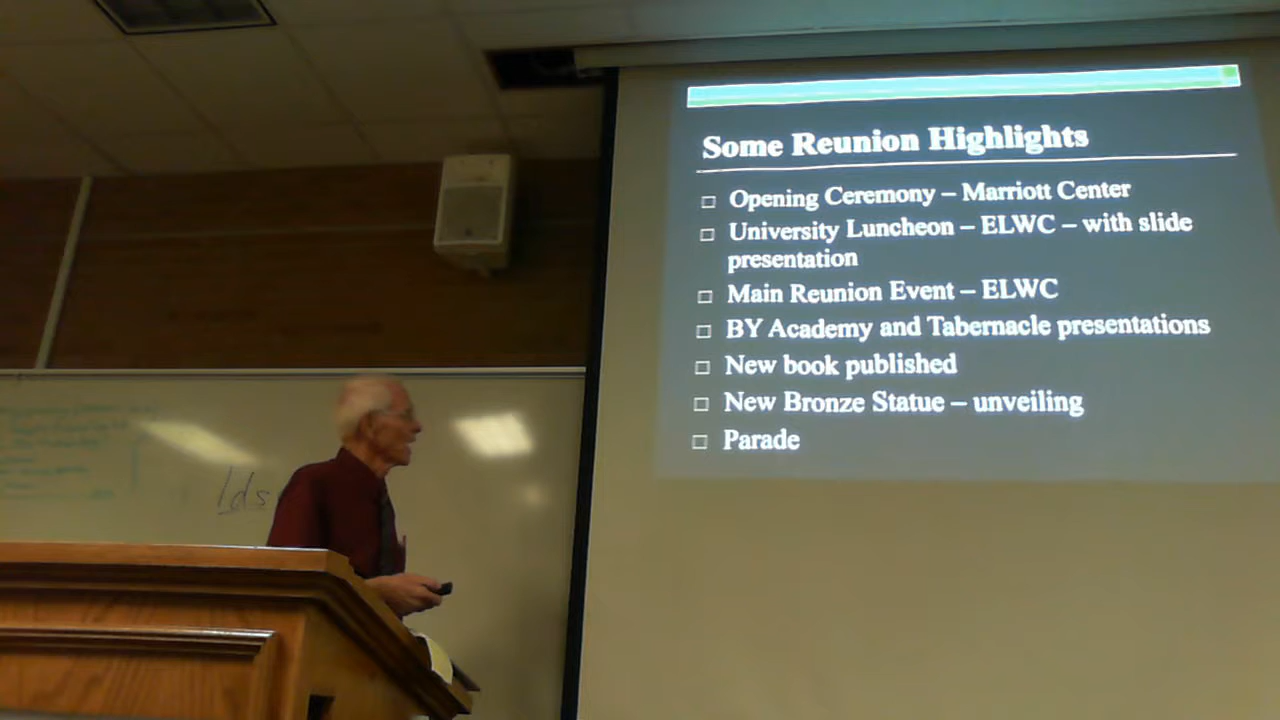 Some Reunion Highlights
Opening Ceremony – Marriott Center
University Luncheon – ELWC – with slide
presentation
Main Reunion Event – ELWC
BY Academy and Tabernacle presentations
New book published
New Bronze Statue – unveiling
Parade
lds